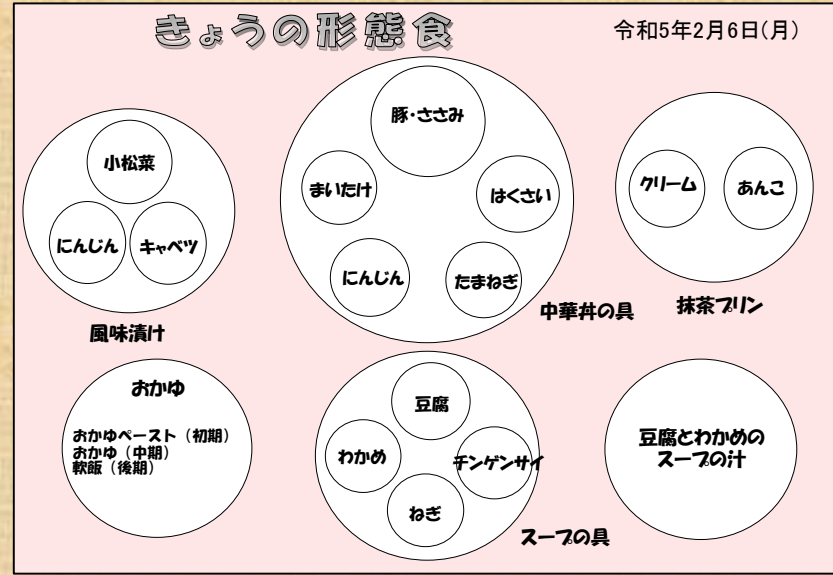 きょうの形態食
令和5年2月6日(月)
小松菜
にんじん
キャベツ
風味漬け
豚・ささみ
まいたけ
はくさい
にんじん
たまねぎ
中華丼の具
クリーム
あんこ
抹茶プリン
おかゆ
おかゆペースト（初期）
おかゆ（中期）
軟飯（後期）
豆腐
わかめ
チンゲンサイ
ねぎ
スープの具
豆腐とわかめの
スープの汁